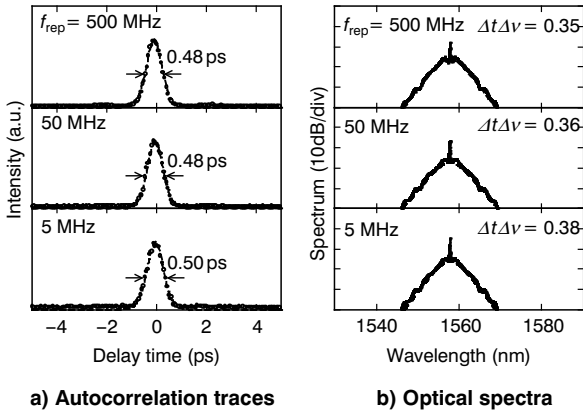 f_rep = 500 MHz
0.48 ps
50 MHz
0.48 ps
5 MHz
0.50 ps
Intensity (a.u.)
−4 −2 0 2 4
Delay time (ps)
a) Autocorrelation traces
f_rep = 500 MHz ΔtΔν = 0.35
50 MHz ΔtΔν = 0.36
5 MHz ΔtΔν = 0.38
Spectrum (10dB/div)
1540 1560 1580
Wavelength (nm)
b) Optical spectra